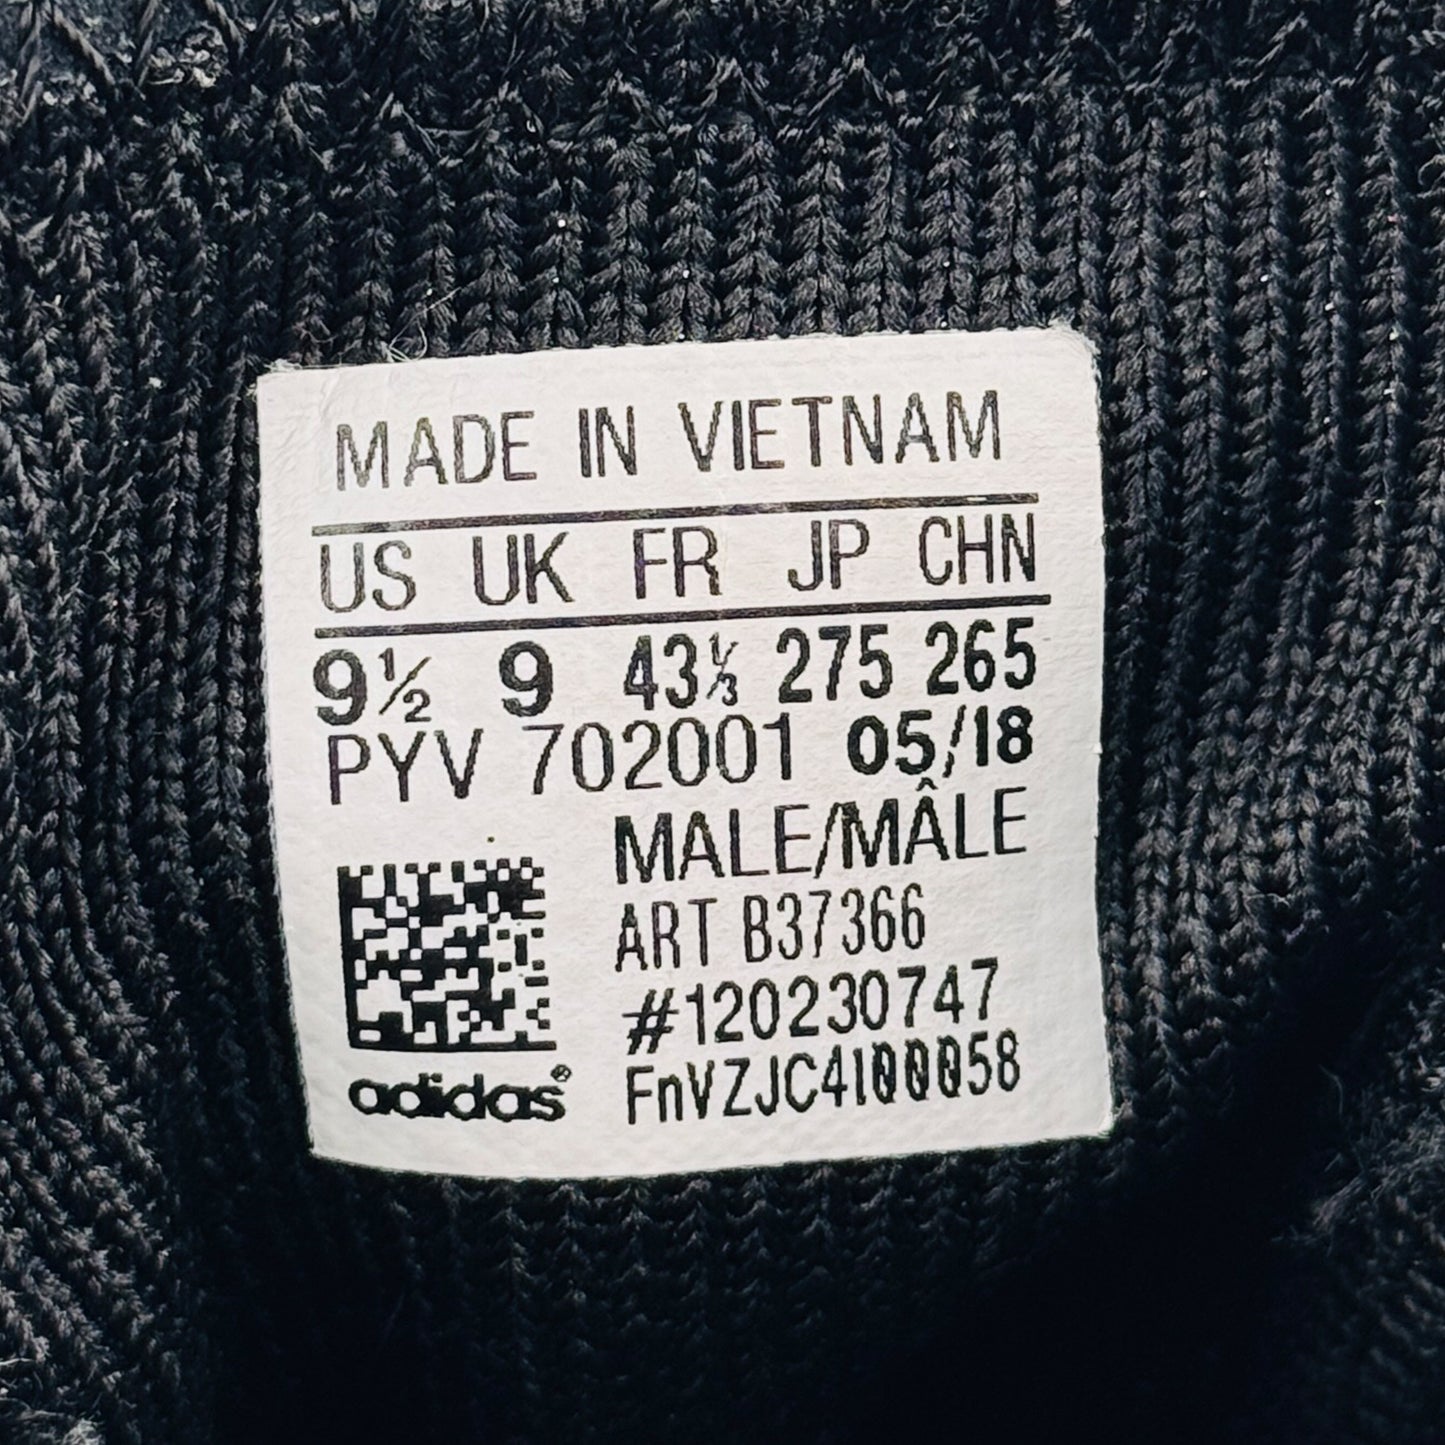 MADE IN VIETNAM
US UK FR JP CHN
9½ 9 43⅓ 275 265
PYV 702001 05/18
MALE/MÂLE
ART B37366
#120230747
FnVZJC4I00058
adidas®